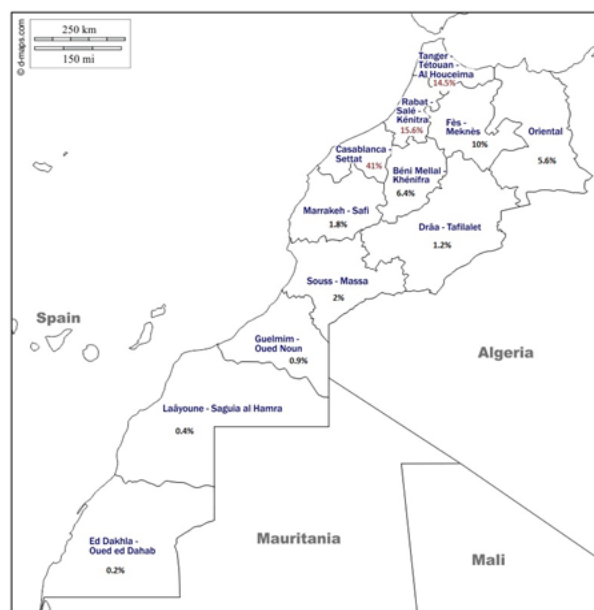 250 km
150 mi
© d-maps.com
Tanger -
Tétouan -
Al Houceima
14.5%
Rabat -
Salé -
Kénitra
15.6%
Fès -
Meknès
10%
Oriental
5.6%
Casablanca -
Settat
41%
Béni Mellal -
Khénifra
6.4%
Marrakeh - Safi
1.8%
Drâa - Tafilalet
1.2%
Souss - Massa
2%
Spain
Guelmim -
Oued Noun
0.9%
Algeria
Laâyoune - Saguia al Hamra
0.4%
Ed Dakhla -
Oued ed Dahab
0.2%
Mauritania
Mali